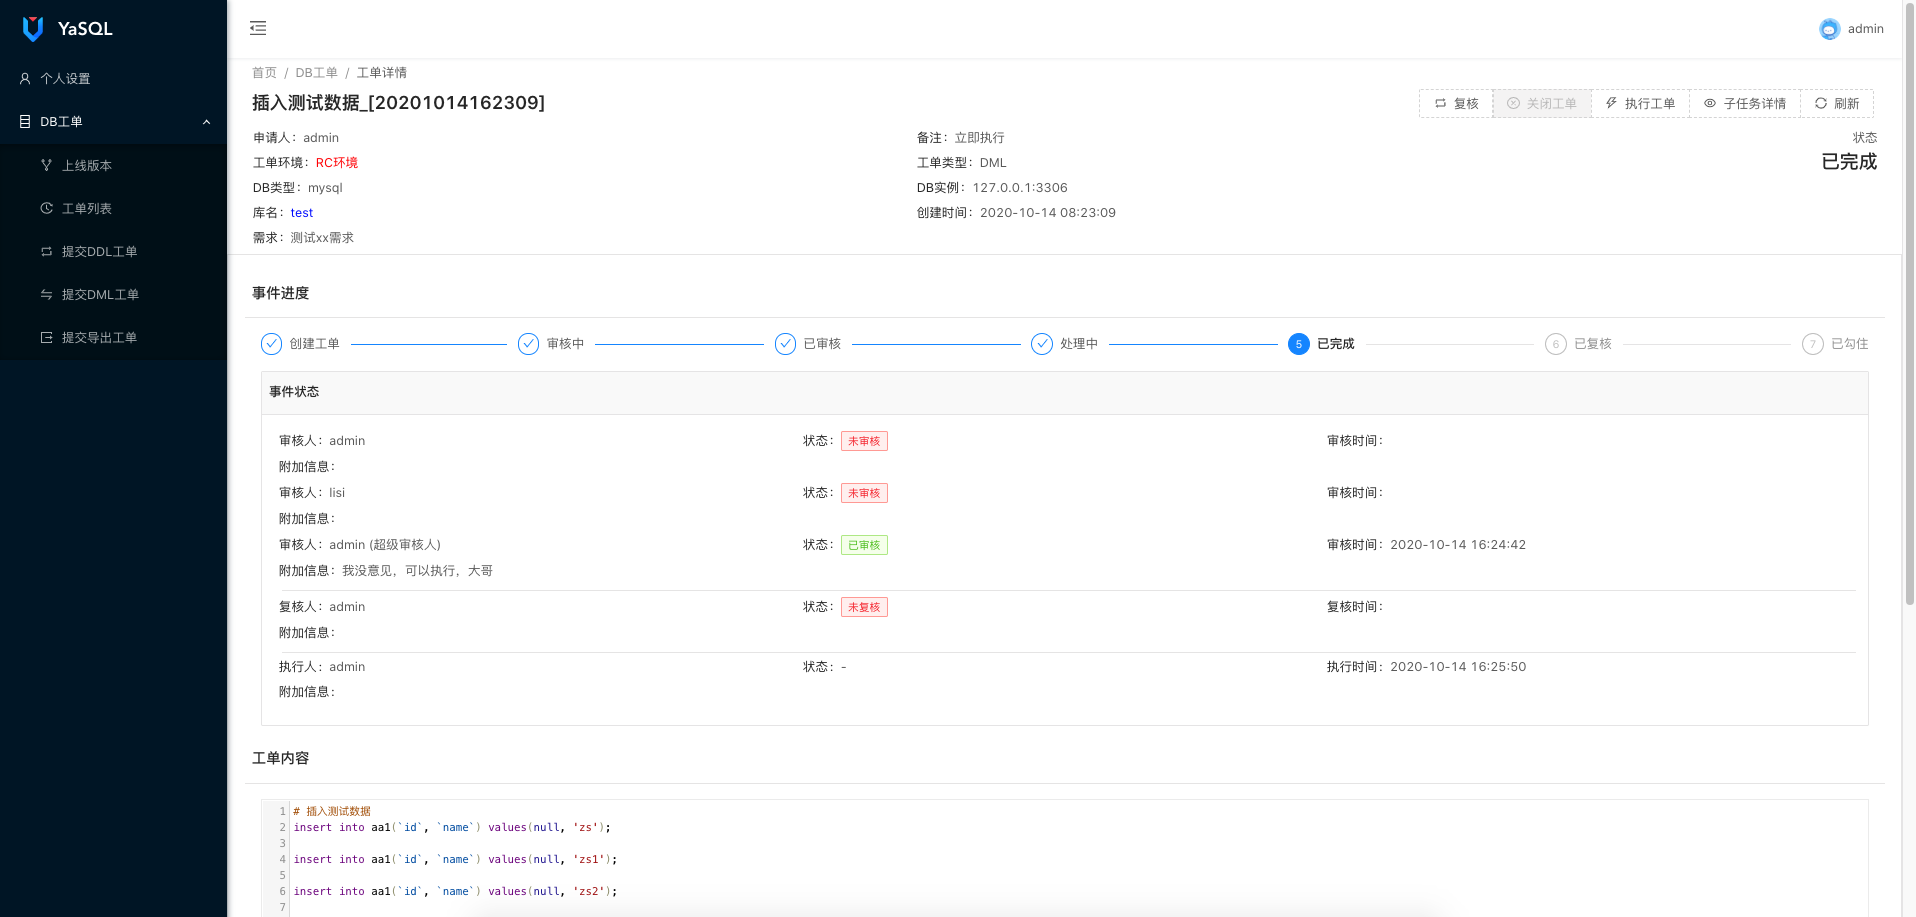 YaSQL
admin
个人设置
DB工单
上线版本
工单列表
提交DDL工单
提交DML工单
提交导出工单
首页 / DB工单 / 工单详情
插入测试数据_[20201014162309]
复核 关闭工单 执行工单 子任务详情 刷新
申请人：admin 备注：立即执行 状态
工单环境：RC环境 工单类型：DML 已完成
DB类型：mysql DB实例：127.0.0.1:3306
库名：test 创建时间：2020-10-14 08:23:09
需求：测试xx需求
事件进度
创建工单 审核中 已审核 处理中 5 已完成 6 已复核 7 已勾住
事件状态
审核人：admin 状态：未审核 审核时间：
附加信息：
审核人：lisi 状态：未审核 审核时间：
附加信息：
审核人：admin (超级审核人) 状态：已审核 审核时间：2020-10-14 16:24:42
附加信息：我没意见，可以执行，大哥
复核人：admin 状态：未复核 复核时间：
附加信息：
执行人：admin 状态：- 执行时间：2020-10-14 16:25:50
附加信息：
工单内容
1 # 插入测试数据
2 insert into aa1(`id`, `name`) values(null, 'zs');
3
4 insert into aa1(`id`, `name`) values(null, 'zs1');
5
6 insert into aa1(`id`, `name`) values(null, 'zs2');
7